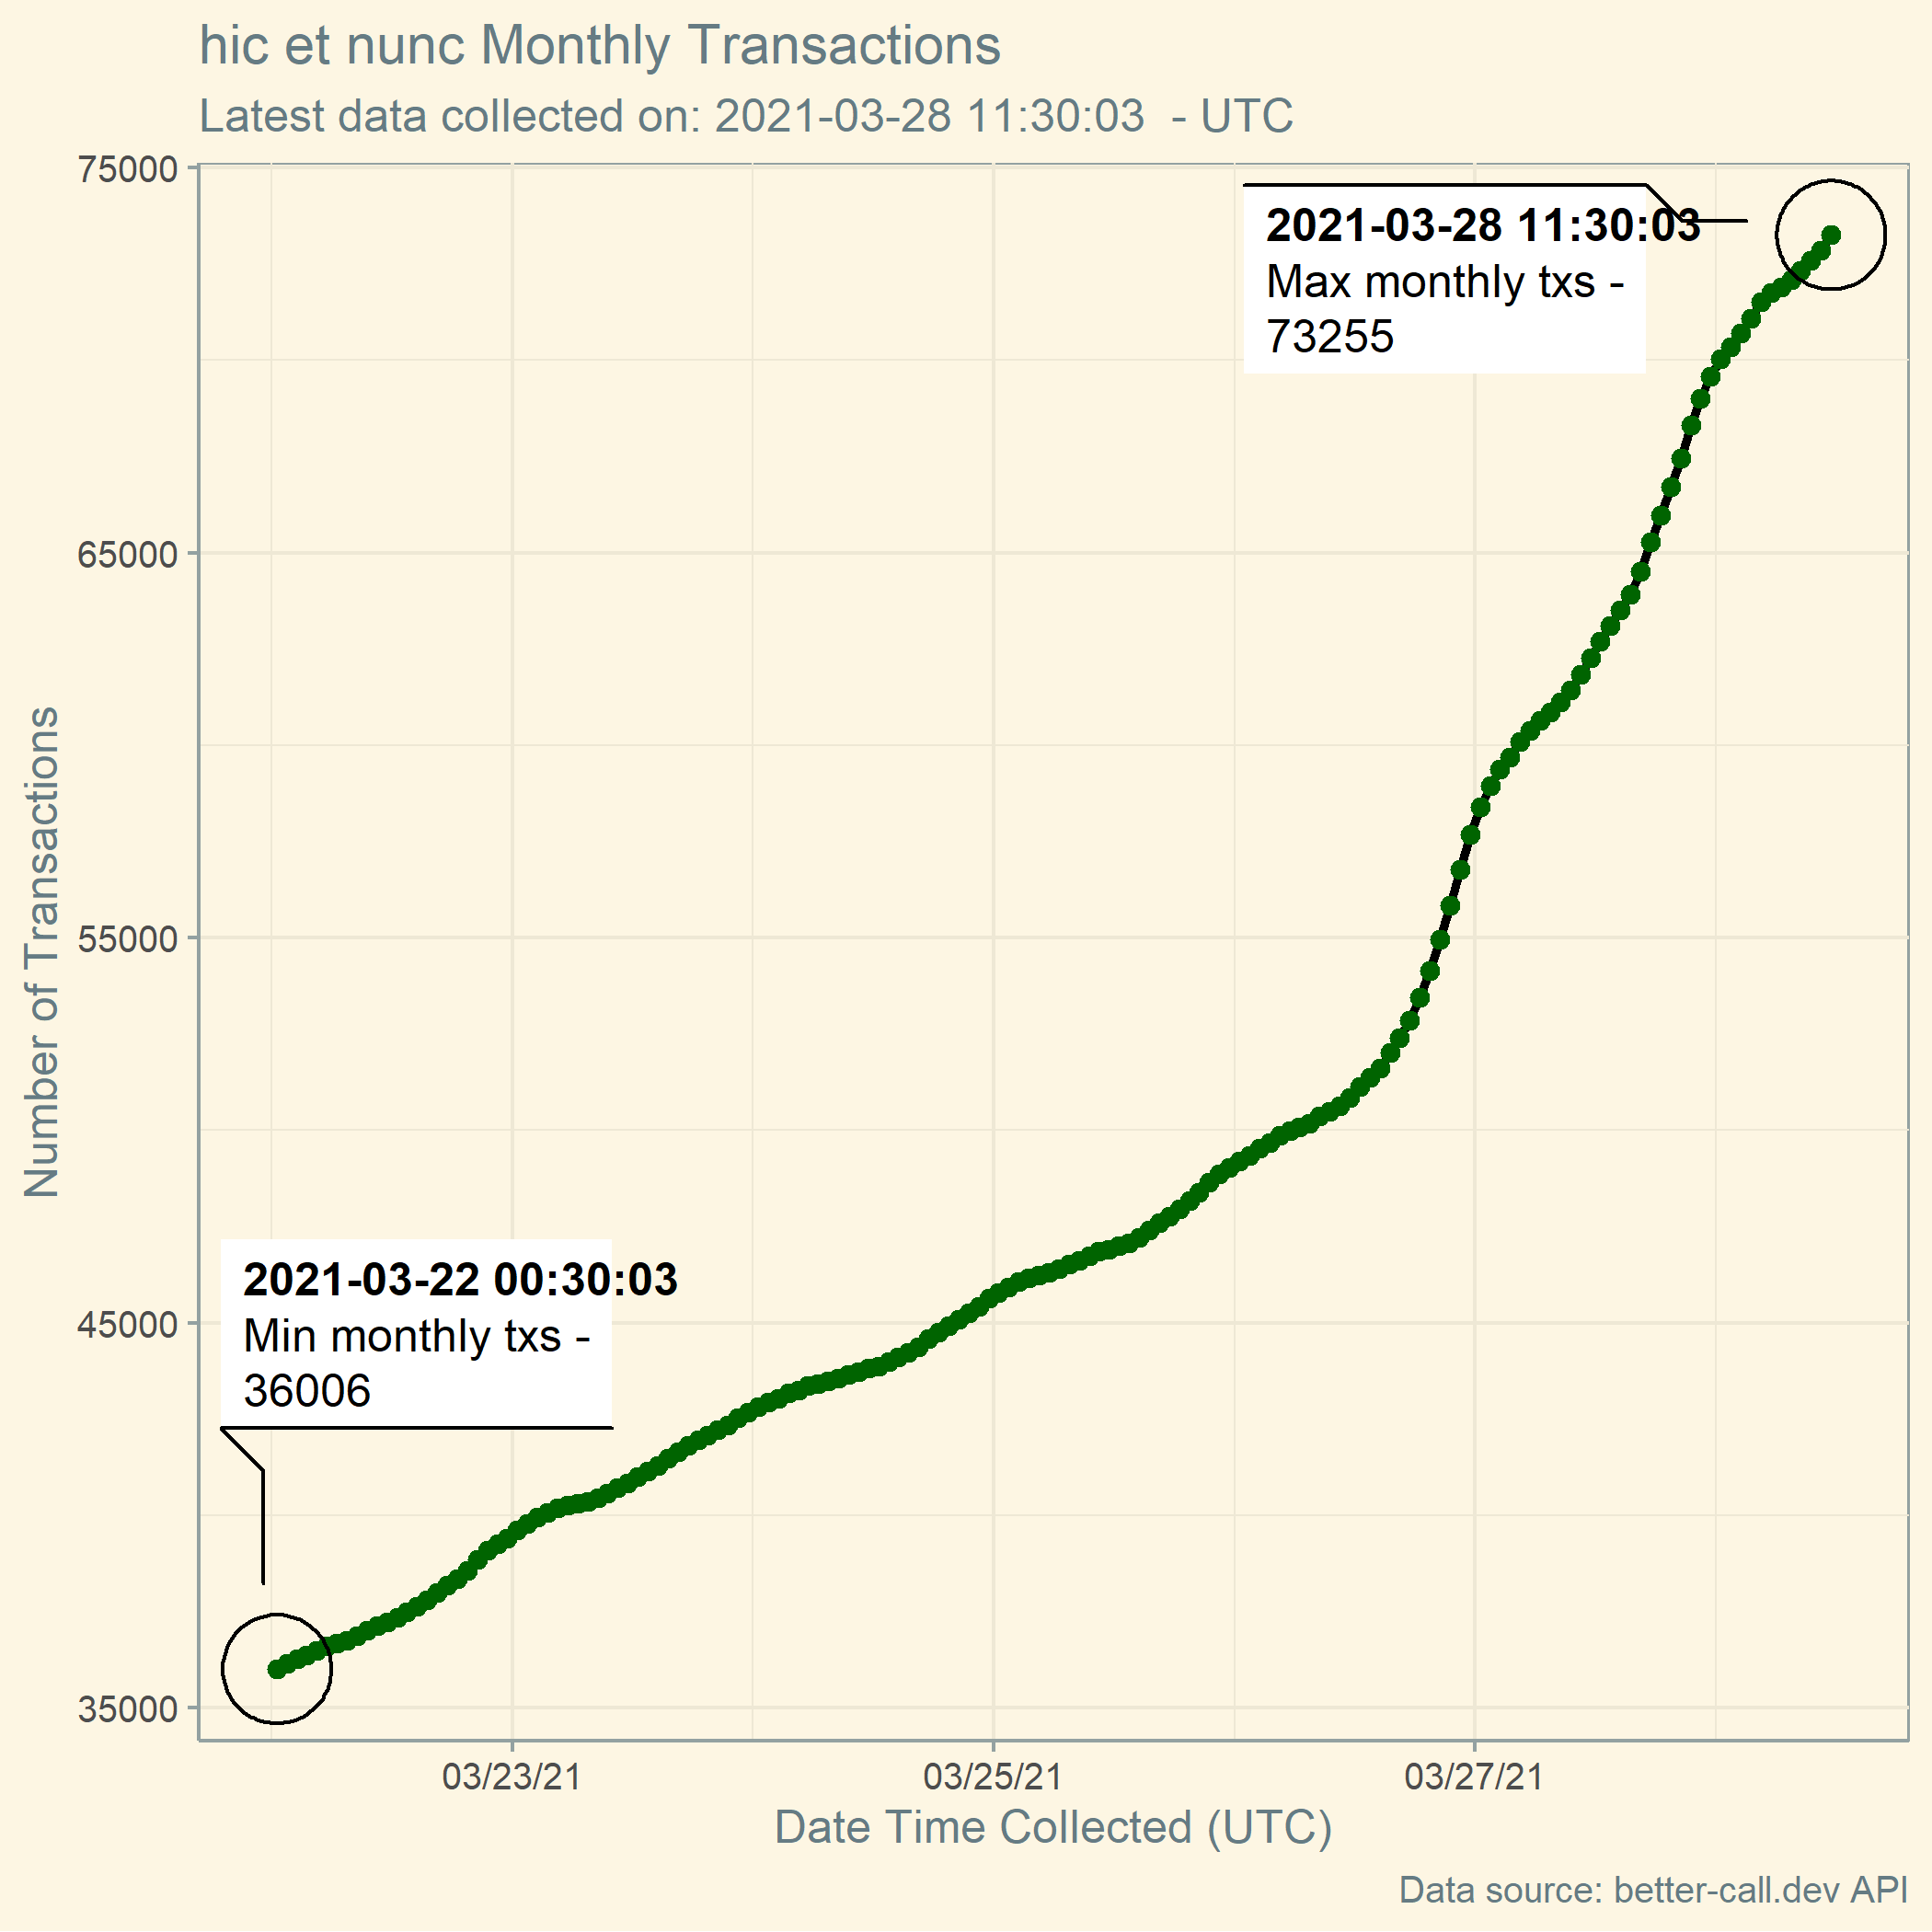 hic et nunc Monthly Transactions
Latest data collected on: 2021-03-28 11:30:03  - UTC
75000
65000
55000
45000
35000
Number of Transactions
2021-03-28 11:30:03
Max monthly txs -
73255
2021-03-22 00:30:03
Min monthly txs -
36006
03/23/21
03/25/21
03/27/21
Date Time Collected (UTC)
Data source: better-call.dev API